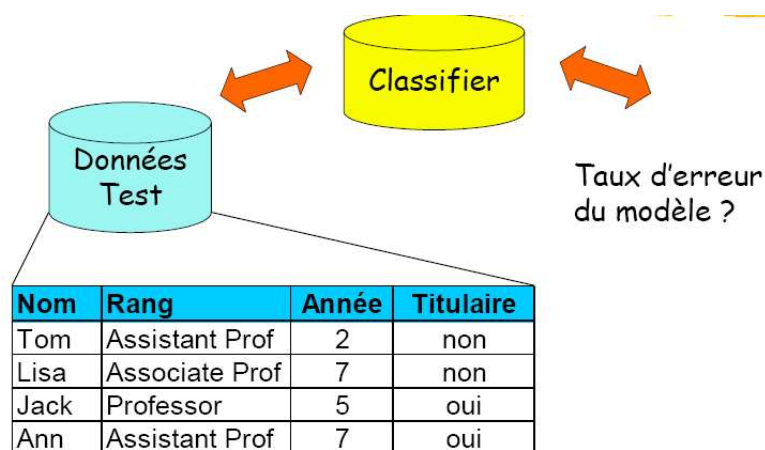 Classifier
Données
Test
Taux d'erreur
du modèle ?
Nom Rang Année Titulaire
Tom Assistant Prof 2 non
Lisa Associate Prof 7 non
Jack Professor 5 oui
Ann Assistant Prof 7 oui